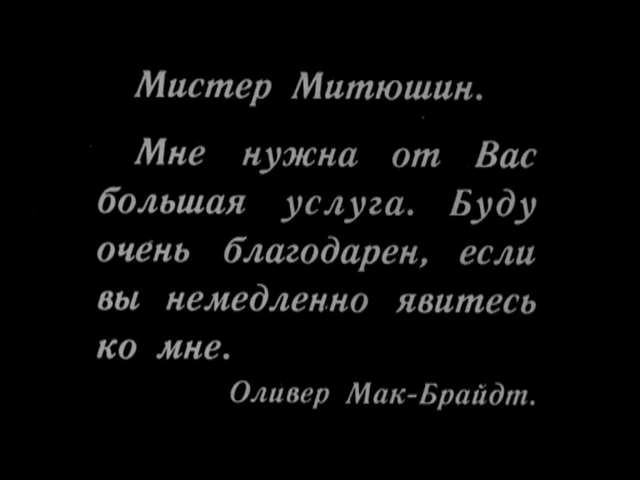 Мистер Митюшин.
Мне нужна от Вас
большая услуга. Буду
очень благодарен, если
вы немедленно явитесь
ко мне.
Оливер Мак-Брайдт.